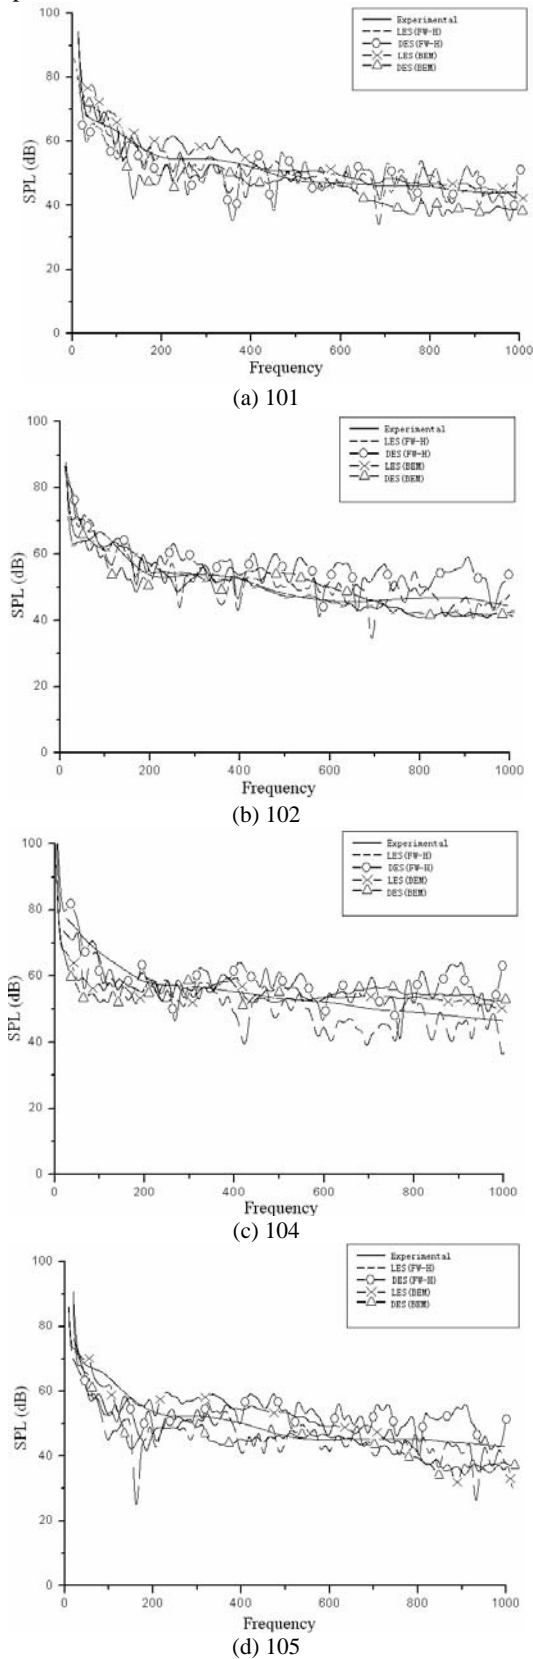 Experimental
LES(FW-H)
DES(FW-H)
LES(BEM)
DES(BEM)
100
80
60
40
20
0
SPL (dB)
0 200 400 600 800 1000
Frequency
(a) 101
Experimental
LES(FW-H)
DES(FW-H)
LES(BEM)
DES(BEM)
100
80
60
40
20
0
SPL (dB)
0 200 400 600 800 1000
Frequency
(b) 102
Experimental
LES(FW-H)
DES(FW-H)
LES(BEM)
DES(BEM)
100
80
60
40
20
0
SPL (dB)
0 200 400 600 800 1000
Frequency
(c) 104
Experimental
LES(FW-H)
DES(FW-H)
LES(BEM)
DES(BEM)
100
80
60
40
20
0
SPL (dB)
0 200 400 600 800 1000
Frequency
(d) 105